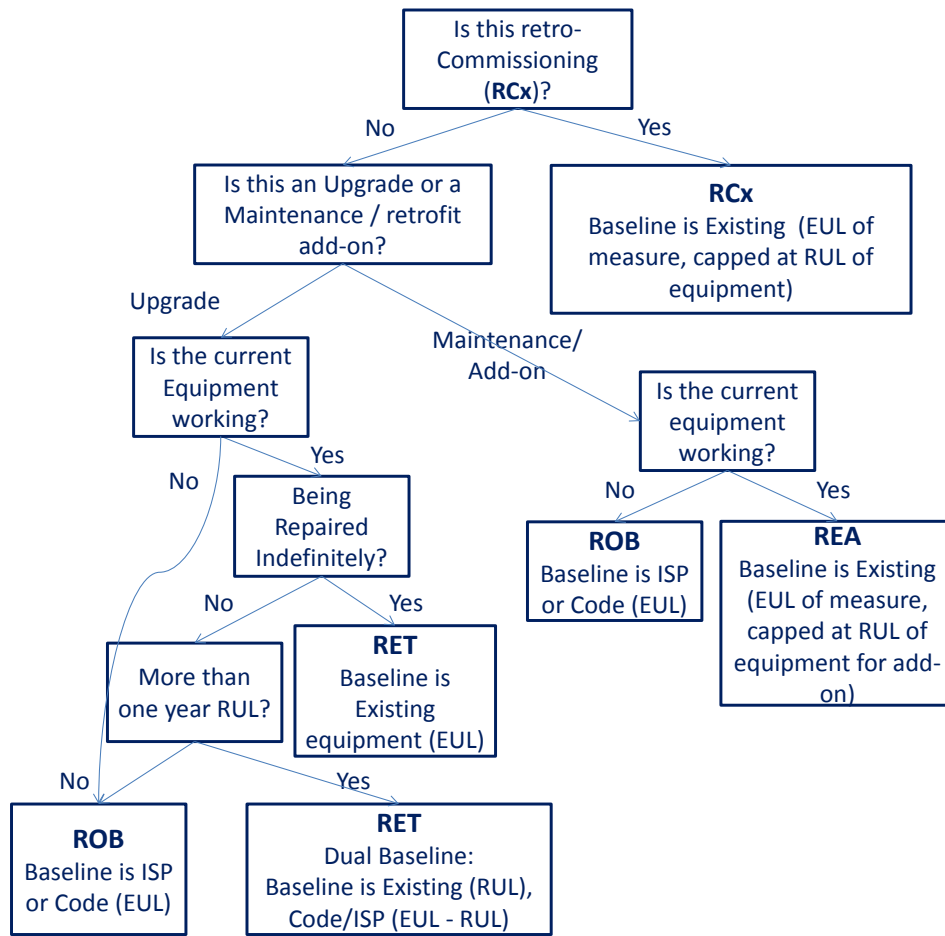 Is this retro-
Commissioning
(RCx)?
No
Yes
Is this an Upgrade or a
Maintenance / retrofit
add-on?
RCx
Baseline is Existing (EUL of
measure, capped at RUL of
equipment)
Upgrade
Maintenance/
Add-on
Is the current
Equipment
working?
Is the current
equipment
working?
No
Yes
Being
Repaired
Indefinitely?
No
Yes
ROB
Baseline is ISP
or Code (EUL)
REA
Baseline is Existing
(EUL of measure,
capped at RUL of
equipment for add-
on)
No
Yes
More than
one year RUL?
RET
Baseline is
Existing
equipment (EUL)
No
Yes
ROB
Baseline is ISP
or Code (EUL)
RET
Dual Baseline:
Baseline is Existing (RUL),
Code/ISP (EUL - RUL)